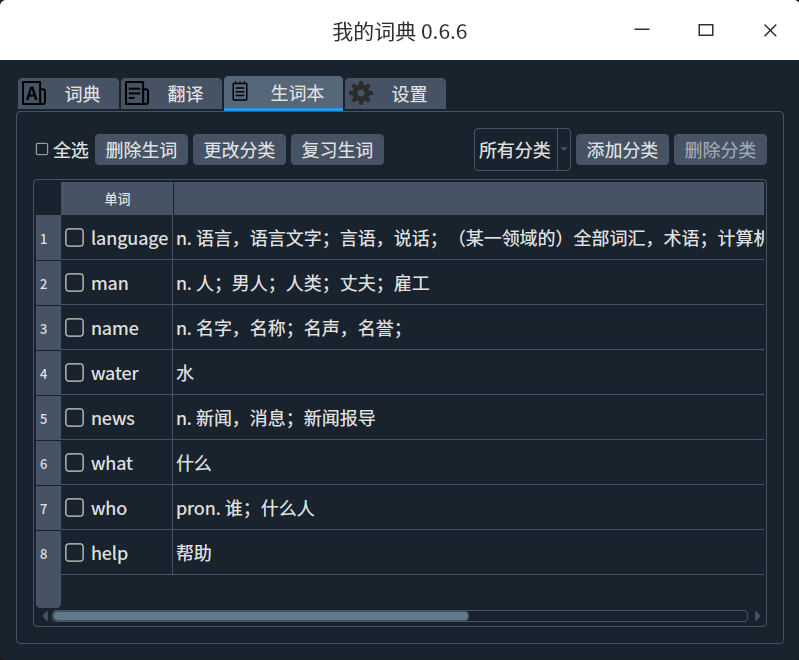 我的词典 0.6.6
词典 翻译 生词本 设置
全选 删除生词 更改分类 复习生词 所有分类 添加分类 删除分类
单词
1 language n. 语言，语言文字；言语，说话；（某一领域的）全部词汇，术语；计算机
2 man n. 人；男人；人类；丈夫；雇工
3 name n. 名字，名称；名声，名誉；
4 water 水
5 news n. 新闻，消息；新闻报导
6 what 什么
7 who pron. 谁；什么人
8 help 帮助